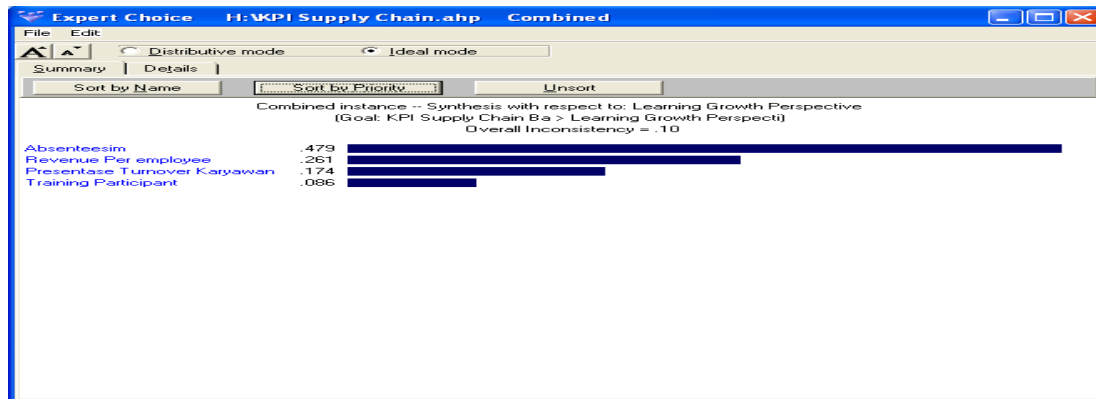 Expert Choice H:\KPI Supply Chain.ahp Combined
File Edit
A A Distributive mode Ideal mode
Summary Details
Sort by Name Sort by Priority Unsort
Combined instance -- Synthesis with respect to: Learning Growth Perspective
(Goal: KPI Supply Chain Ba > Learning Growth Perspecti)
Overall Inconsistency = .10
Absenteesim .479
Revenue Per employee .261
Presentase Turnover Karyawan .174
Training Participant .086